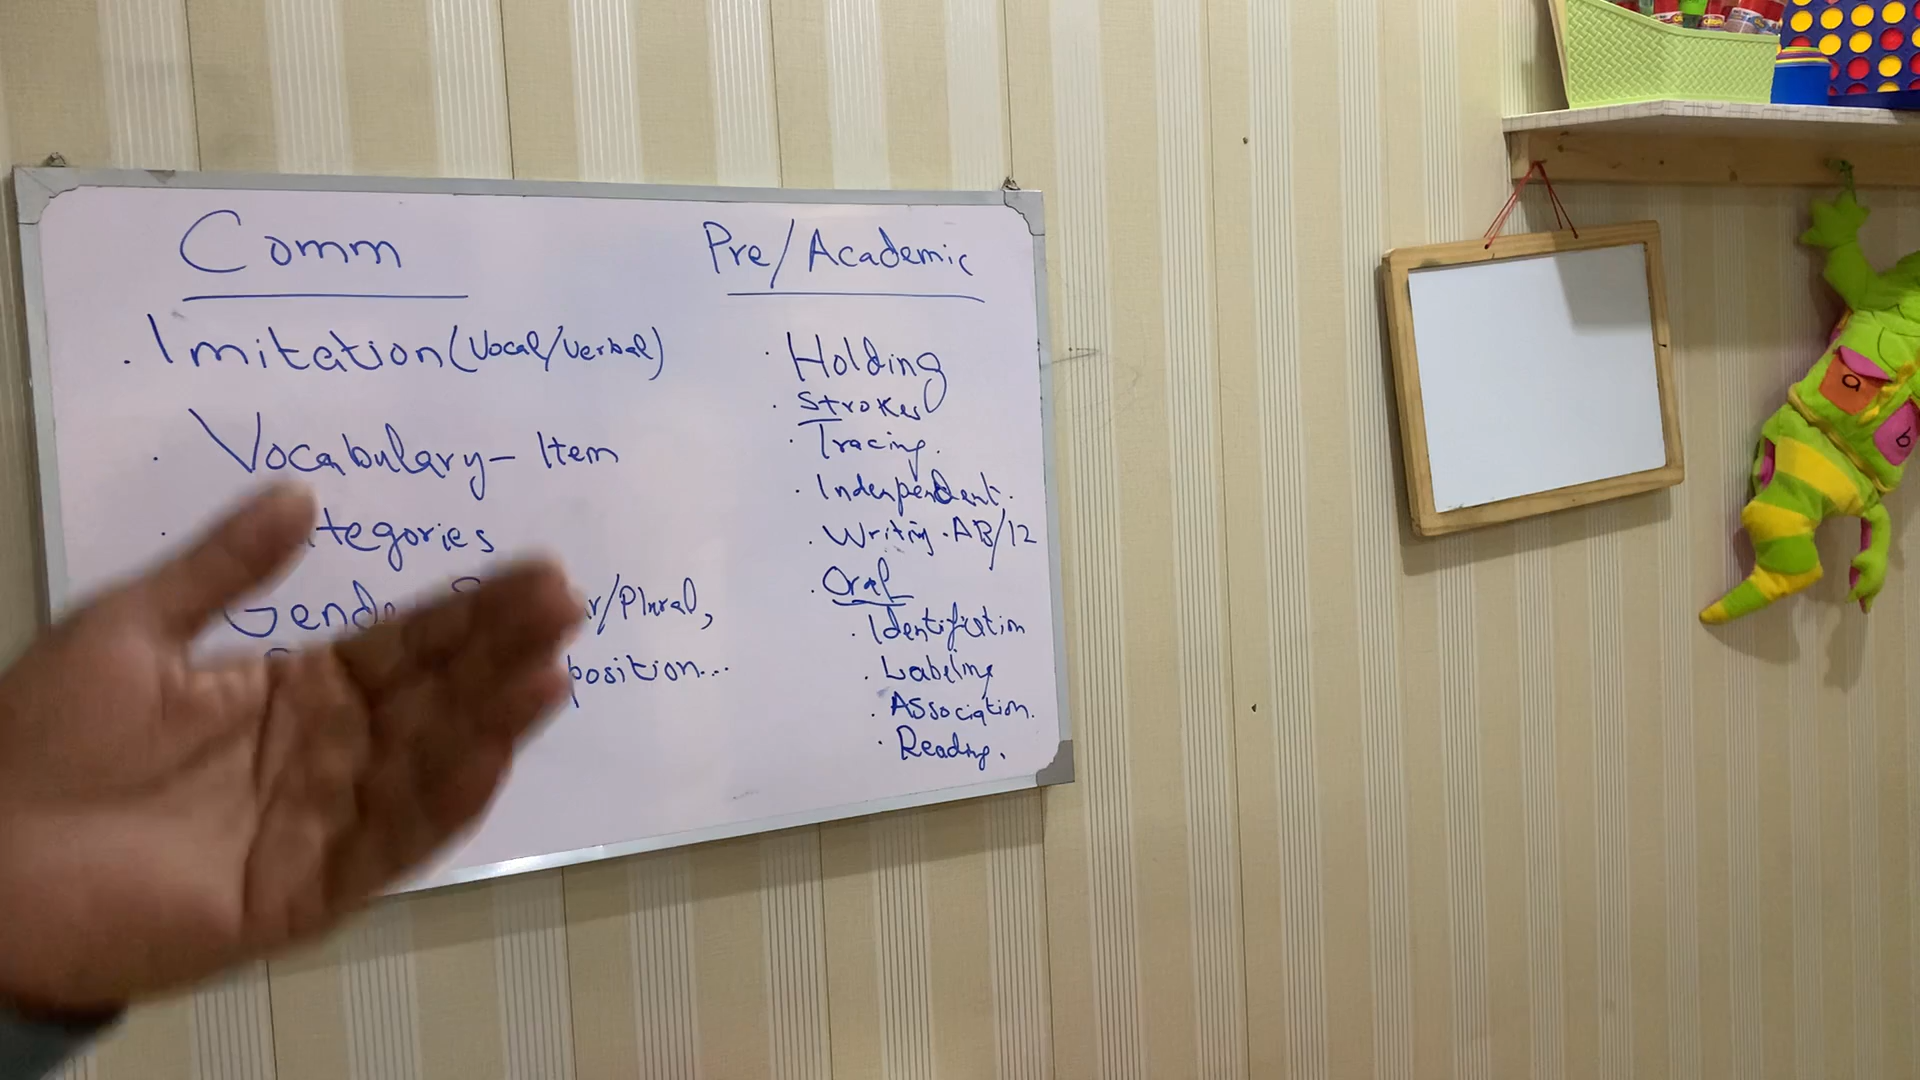 Comm
. Imitation (Vocal/Verbal)
. Vocabulary - Item
. tegories
Gende r/Plural,
position...
Pre/Academic
. Holding
. Strokes
. Tracing.
. Independent.
. Writing. AB/12
. Oral
. Identification
. Labeling
. Association.
. Reading.
a
b